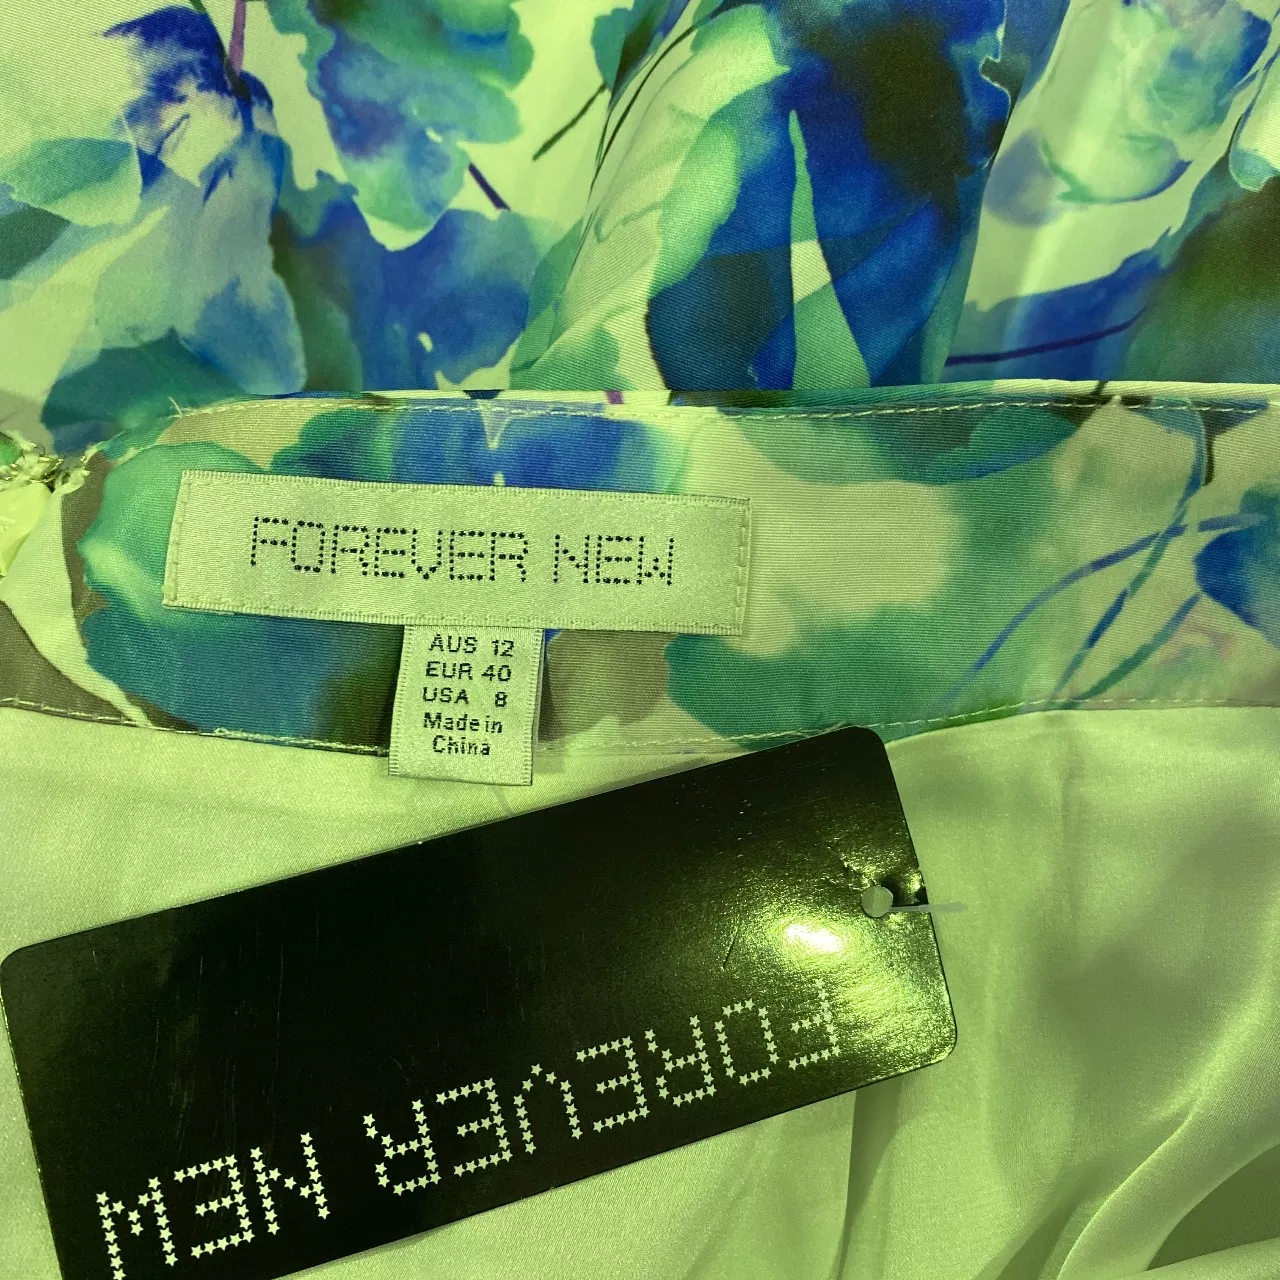 FOREVER NEW
AUS 12
EUR 40
USA 8
Made in
China
FOREVER NEW